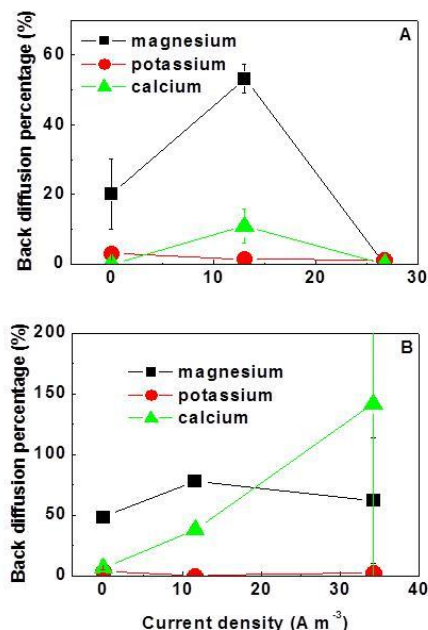 A
magnesium
potassium
calcium
Back diffusion percentage (%)
60
40
20
0
0 10 20 30
B
magnesium
potassium
calcium
Back diffusion percentage (%)
200
150
100
50
0
0 10 20 30 40
Current density (A m⁻³)